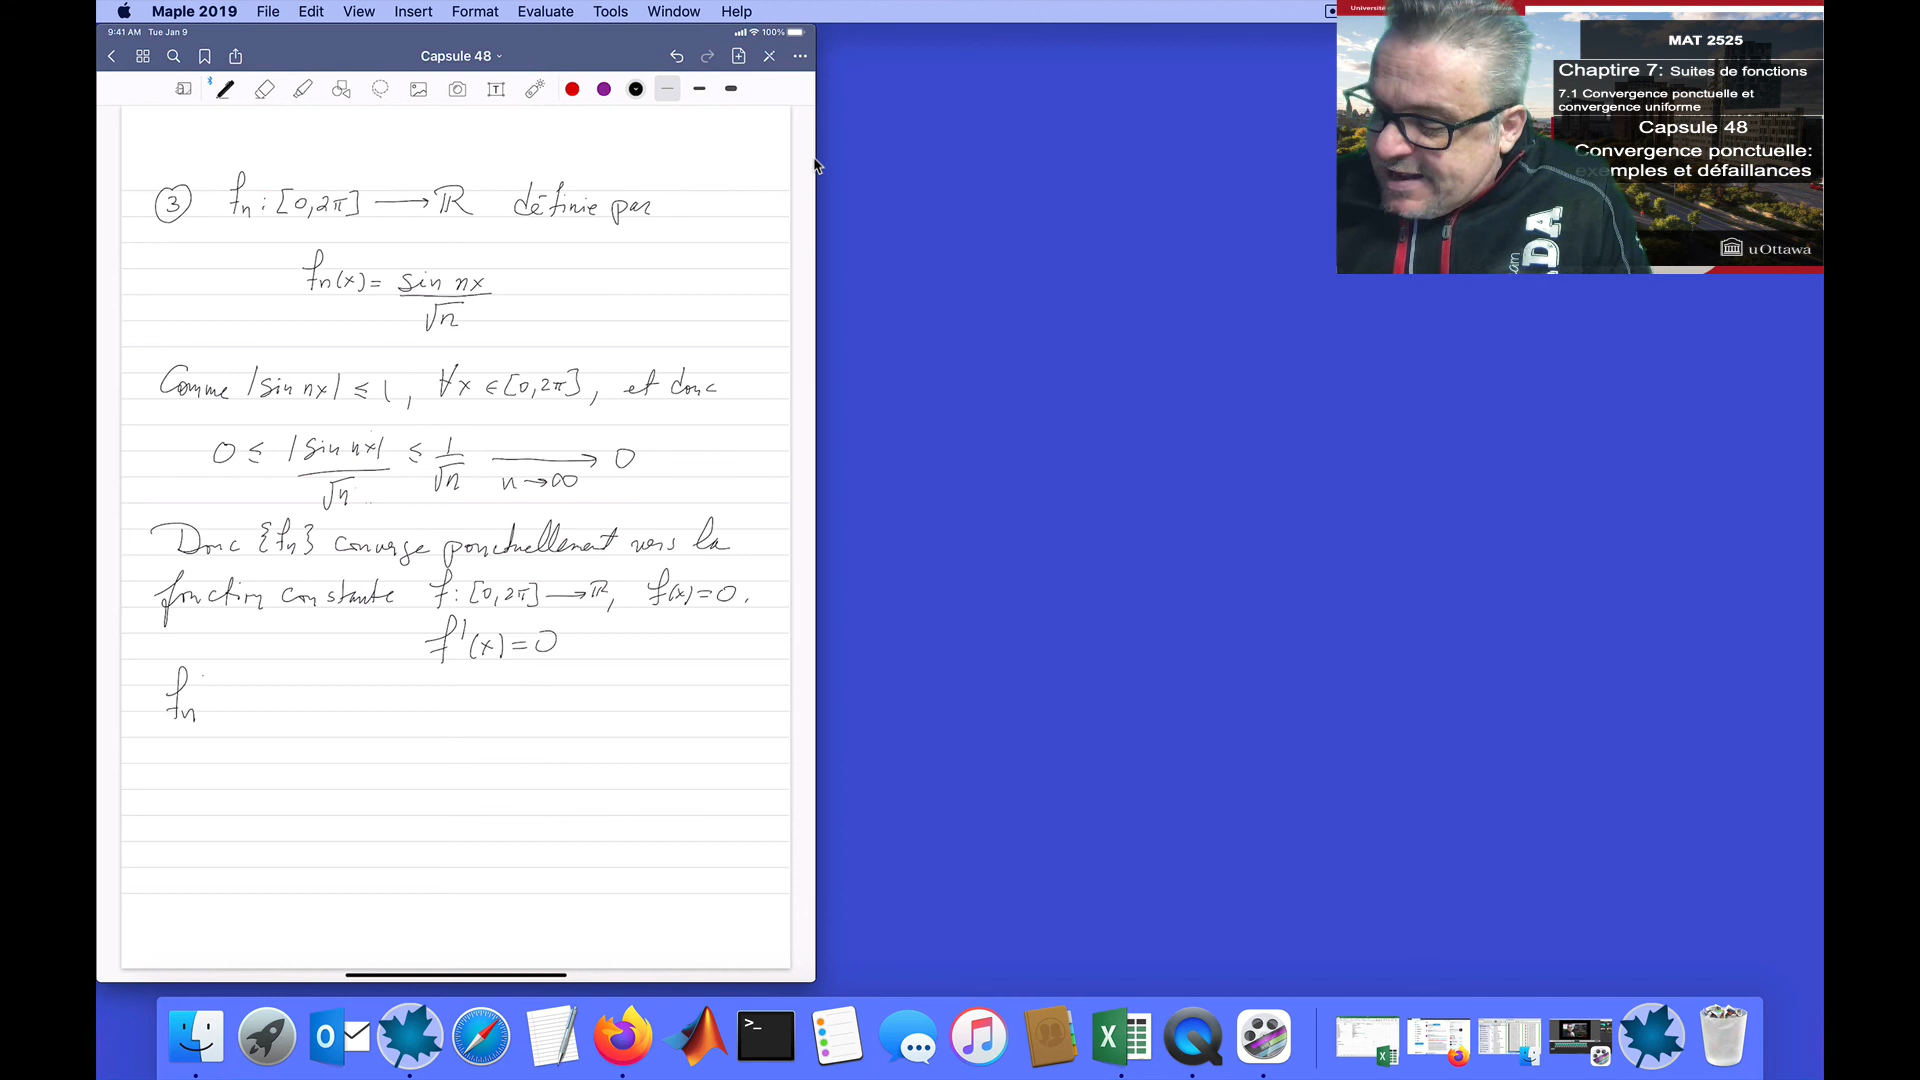 Maple 2019 File Edit View Insert Format Evaluate Tools Window Help
9:41 AM Tue Jan 9 100%
Capsule 48
③ fn : [0,2π] → ℝ définie par
fn(x) = sin nx / √n
Comme |sin nx| ≤ 1, ∀x ∈ [0,2π], et donc
0 ≤ |sin nx| / √n ≤ 1 / √n → 0
n→∞
Donc {fn} converge ponctuellement vers la
fonction constante f : [0,2π] → ℝ, f(x)=0.
f'(x) = 0
fn
MAT 2525
Chaptire 7: Suites de fonctions
7.1 Convergence ponctuelle et
convergence uniforme
Capsule 48
Convergence ponctuelle:
exemples et défaillances
uOttawa